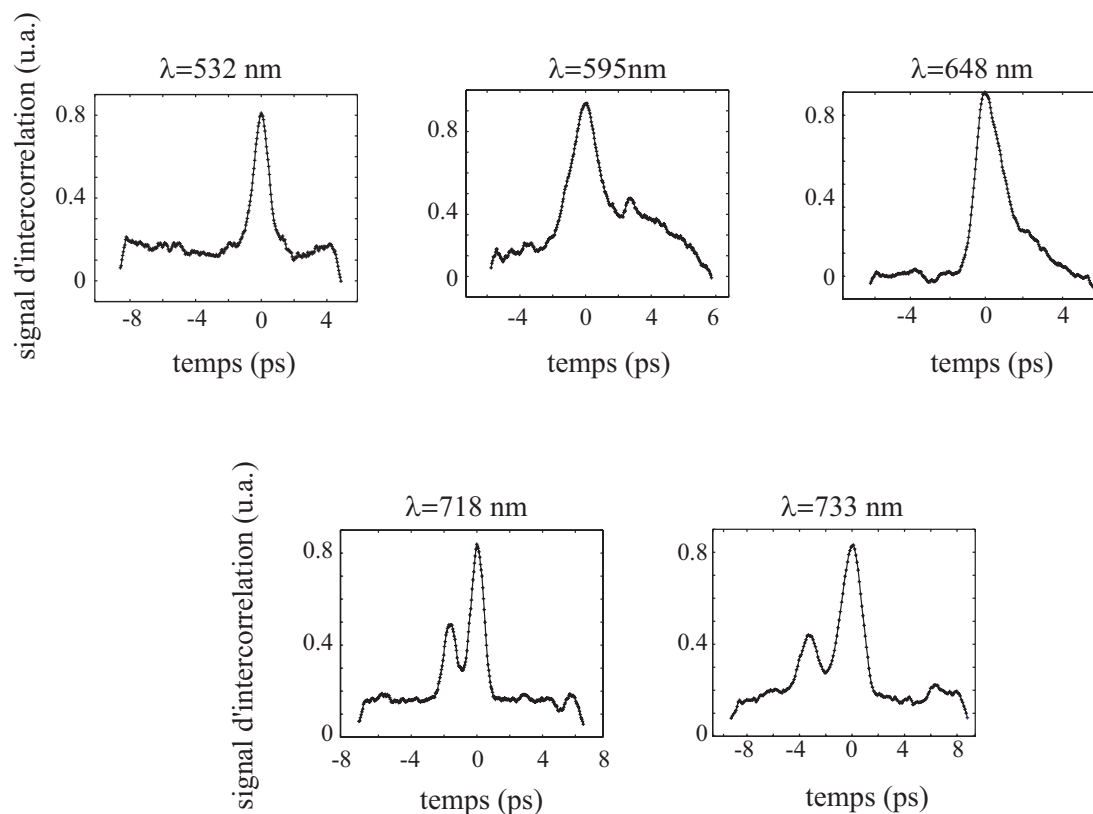 signal d'intercorrelation (u.a.)
λ=532 nm
0.8
0.4
0
-8 -4 0 4
temps (ps)
λ=595nm
0.8
0.4
0
-4 0 2 4 6
temps (ps)
λ=648 nm
0.8
0.4
0
-4 0 4
temps (ps)
signal d'intercorrelation (u.a.)
λ=718 nm
0.8
0.4
0
-8 -4 0 4 8
temps (ps)
λ=733 nm
0.8
0.4
0
-8 -4 0 4 8
temps (ps)